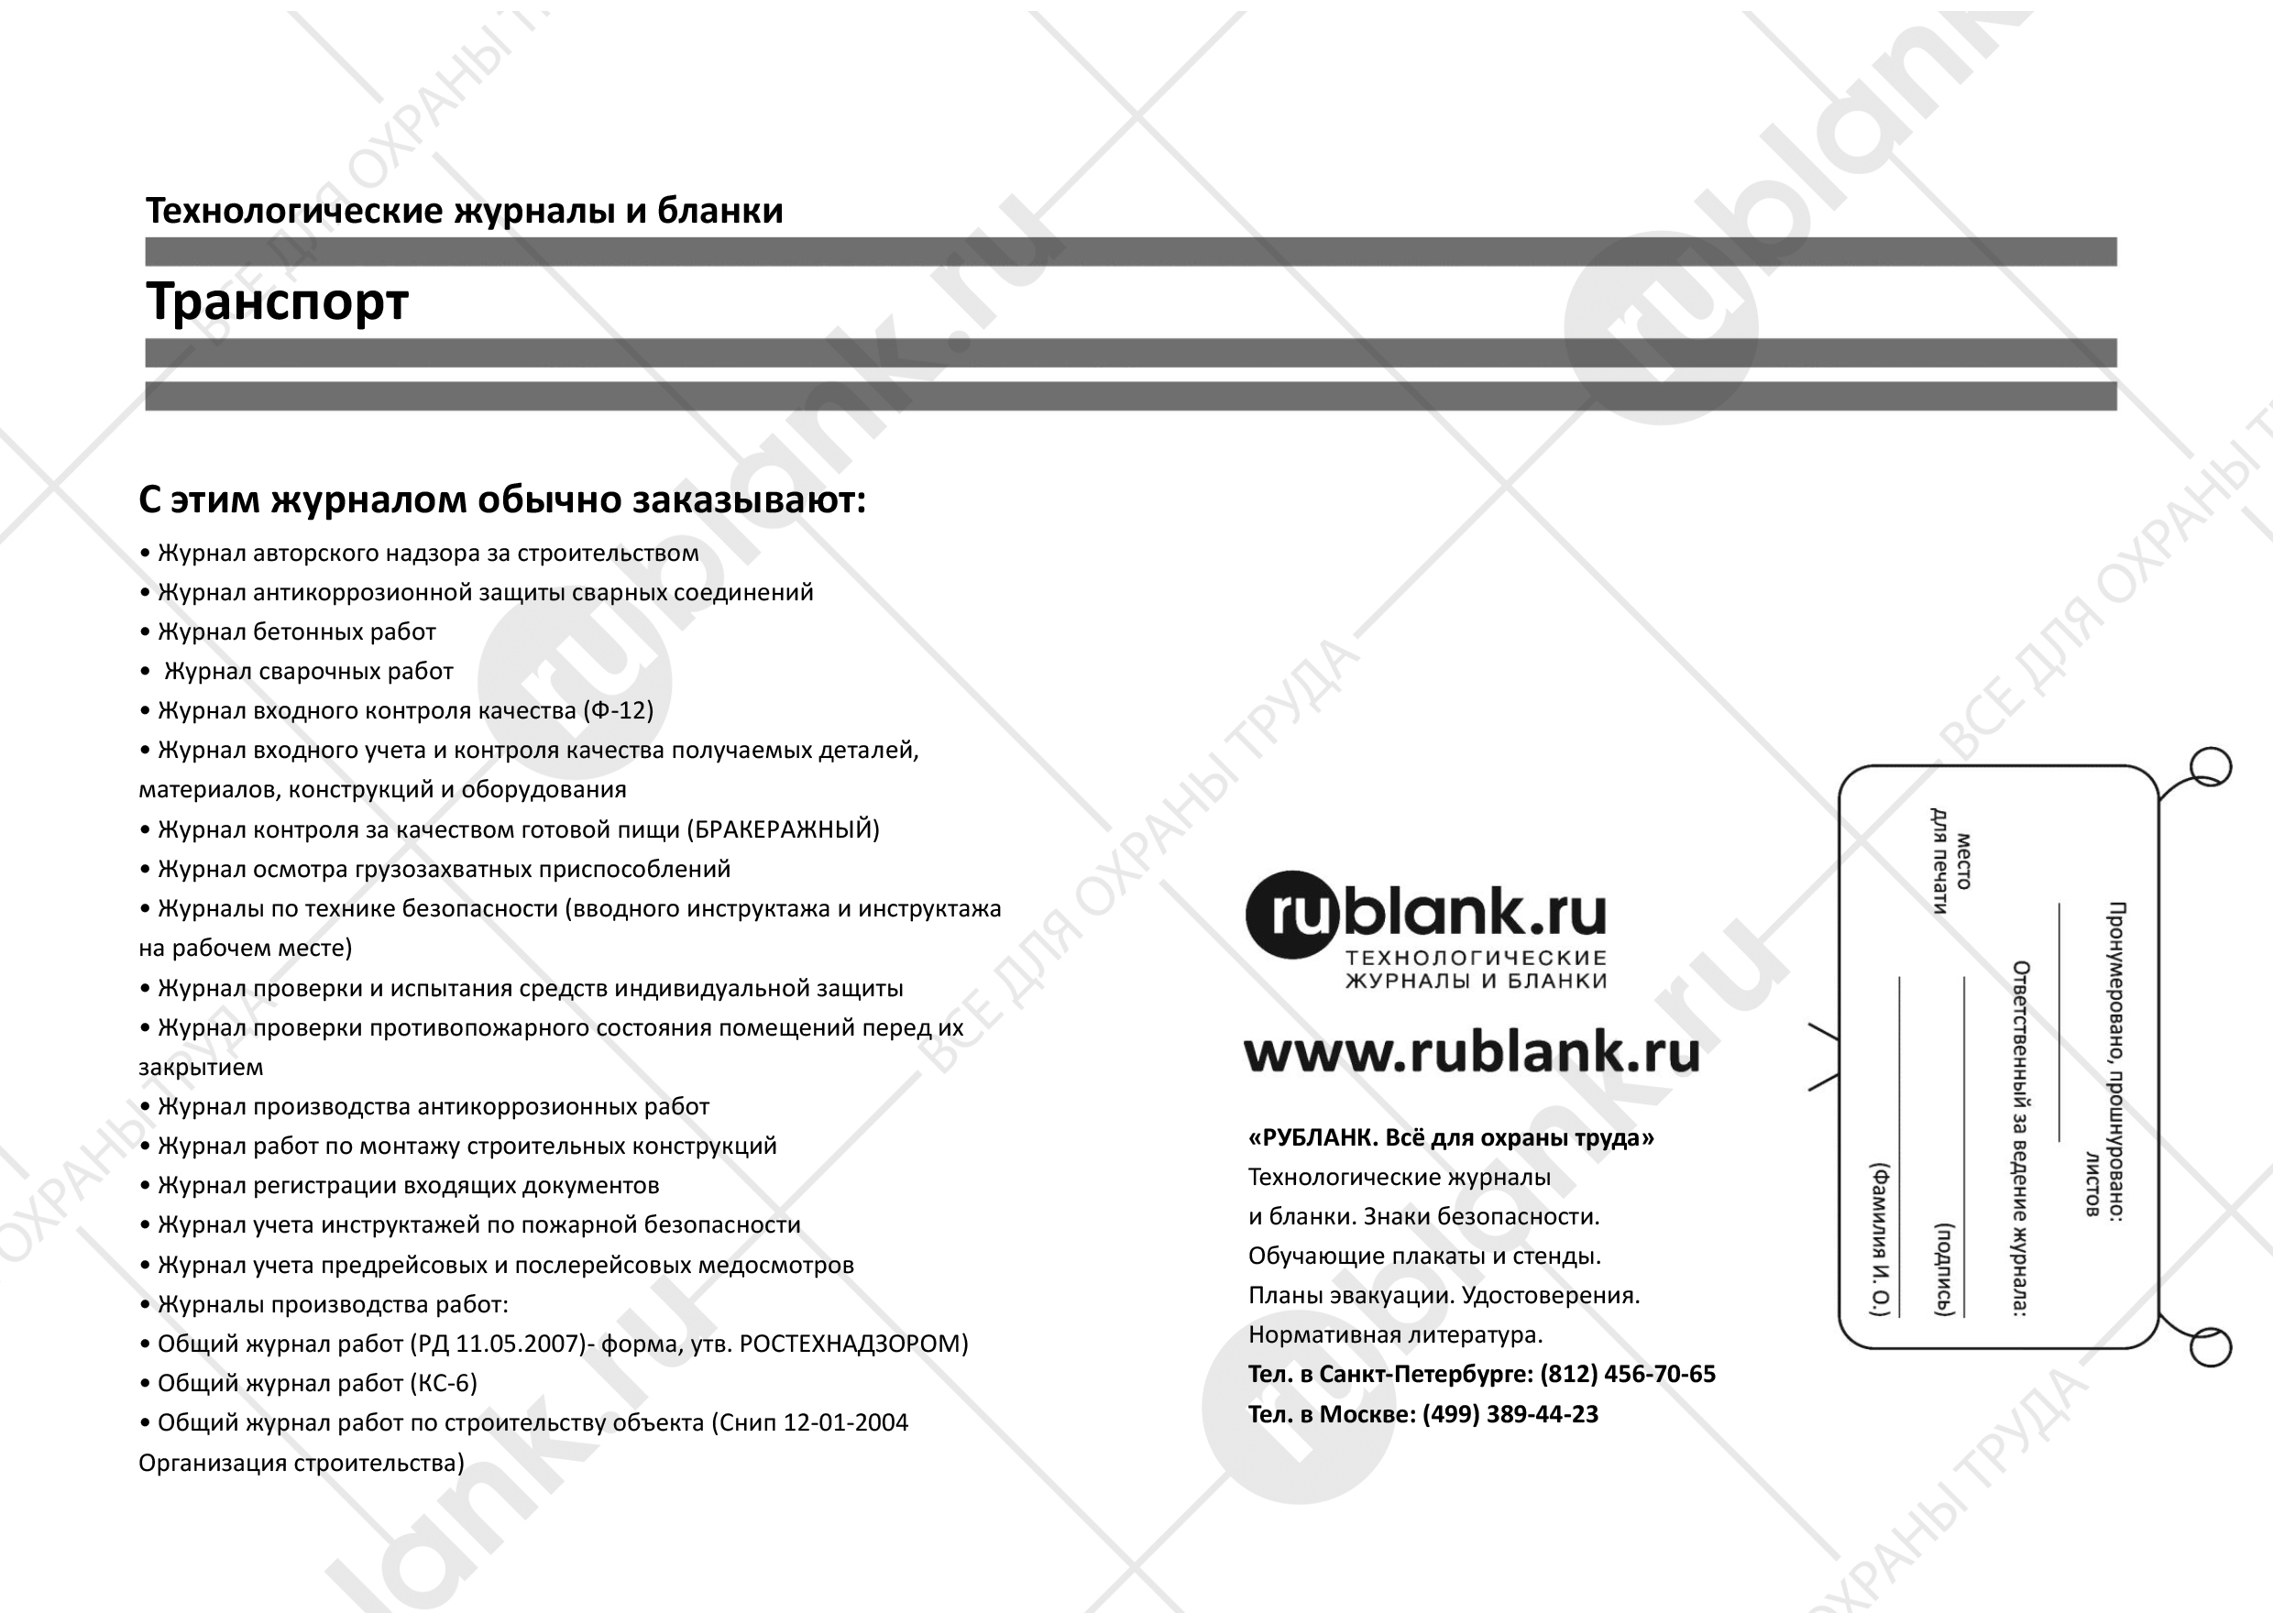 Технологические журналы и бланки
Транспорт
С этим журналом обычно заказывают:
• Журнал авторского надзора за строительством
• Журнал антикоррозионной защиты сварных соединений
• Журнал бетонных работ
•  Журнал сварочных работ
• Журнал входного контроля качества (Ф-12)
• Журнал входного учета и контроля качества получаемых деталей,
материалов, конструкций и оборудования
• Журнал контроля за качеством готовой пищи (БРАКЕРАЖНЫЙ)
• Журнал осмотра грузозахватных приспособлений
• Журналы по технике безопасности (вводного инструктажа и инструктажа
на рабочем месте)
• Журнал проверки и испытания средств индивидуальной защиты
• Журнал проверки противопожарного состояния помещений перед их
закрытием
• Журнал производства антикоррозионных работ
• Журнал работ по монтажу строительных конструкций
• Журнал регистрации входящих документов
• Журнал учета инструктажей по пожарной безопасности
• Журнал учета предрейсовых и послерейсовых медосмотров
• Журналы производства работ:
• Общий журнал работ (РД 11.05.2007)- форма, утв. РОСТЕХНАДЗОРОМ)
• Общий журнал работ (КС-6)
• Общий журнал работ по строительству объекта (Снип 12-01-2004
Организация строительства)
rublank.ru
ТЕХНОЛОГИЧЕСКИЕ
ЖУРНАЛЫ И БЛАНКИ
www.rublank.ru
«РУБЛАНК. Всё для охраны труда»
Технологические журналы
и бланки. Знаки безопасности.
Обучающие плакаты и стенды.
Планы эвакуации. Удостоверения.
Нормативная литература.
Тел. в Санкт-Петербурге: (812) 456-70-65
Тел. в Москве: (499) 389-44-23
Пронумеровано, прошнуровано:
листов
Ответственный за ведение журнала:
место
для печати
(подпись)
(Фамилия И. О.)
rublank.ru
ВСЕ ДЛЯ ОХРАНЫ ТРУДА